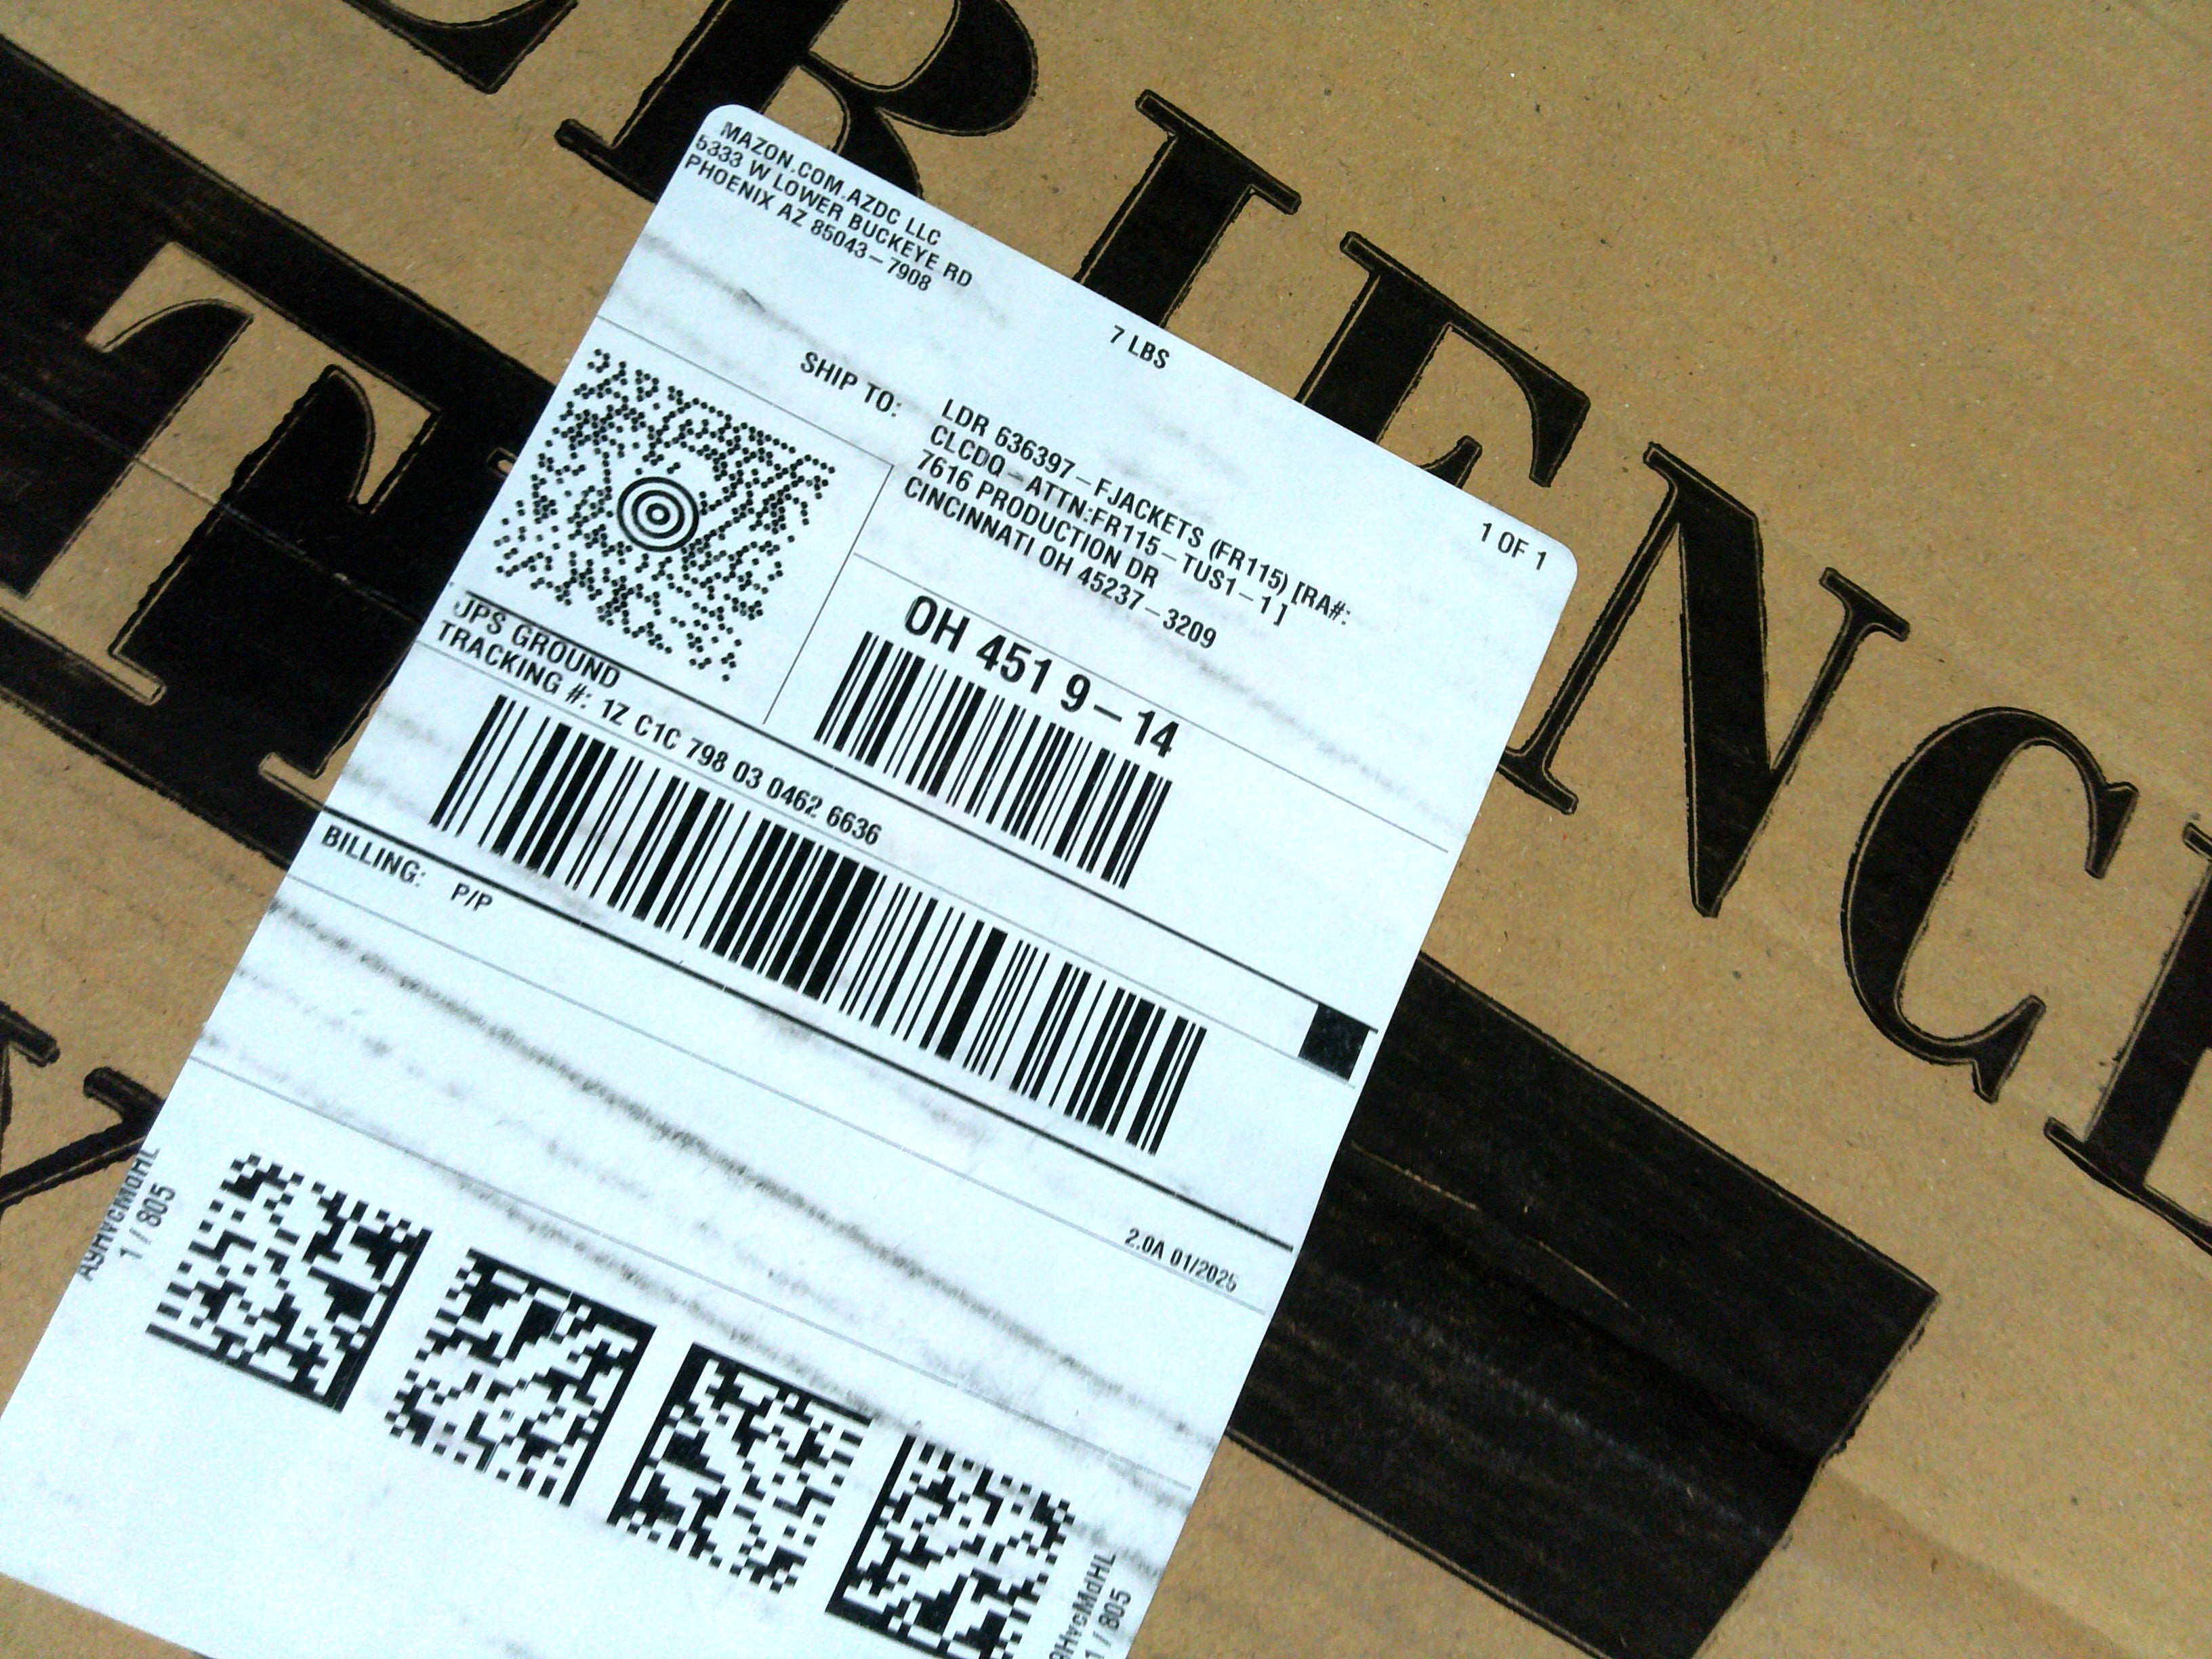 ERIENCE
MAZON.COM.AZDC LLC
5333 W LOWER BUCKEYE RD
PHOENIX AZ 85043-7908
7 LBS
1 OF 1
SHIP TO:
LDR 636397-FJACKETS (FR115) [RA#:
CLCDQ-ATTN:FR115-TUS1-1 ]
7616 PRODUCTION DR
CINCINNATI OH 45237-3209
OH 451 9-14
UPS GROUND
TRACKING #: 1Z C1C 798 03 0462 6636
BILLING: P/P
2.0A 01/2025
A9HvcMdHL
1 / 805
9HvcMdHL
1 / 805